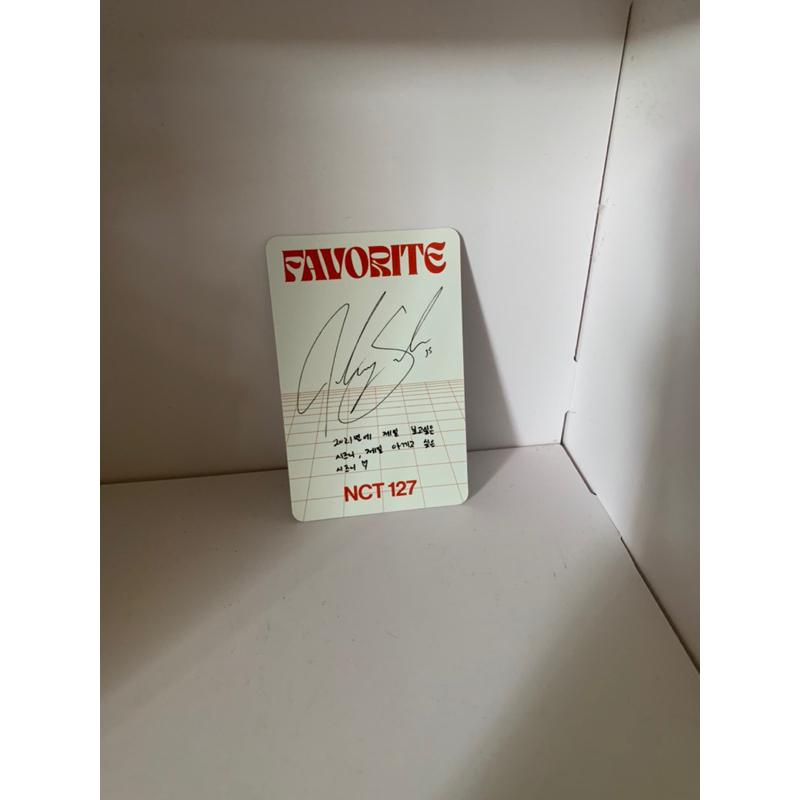 FAVORITE
2021년에 제일 보고싶은
시즈니, 제일 아끼고 싶은
시즈니 ♡
NCT 127